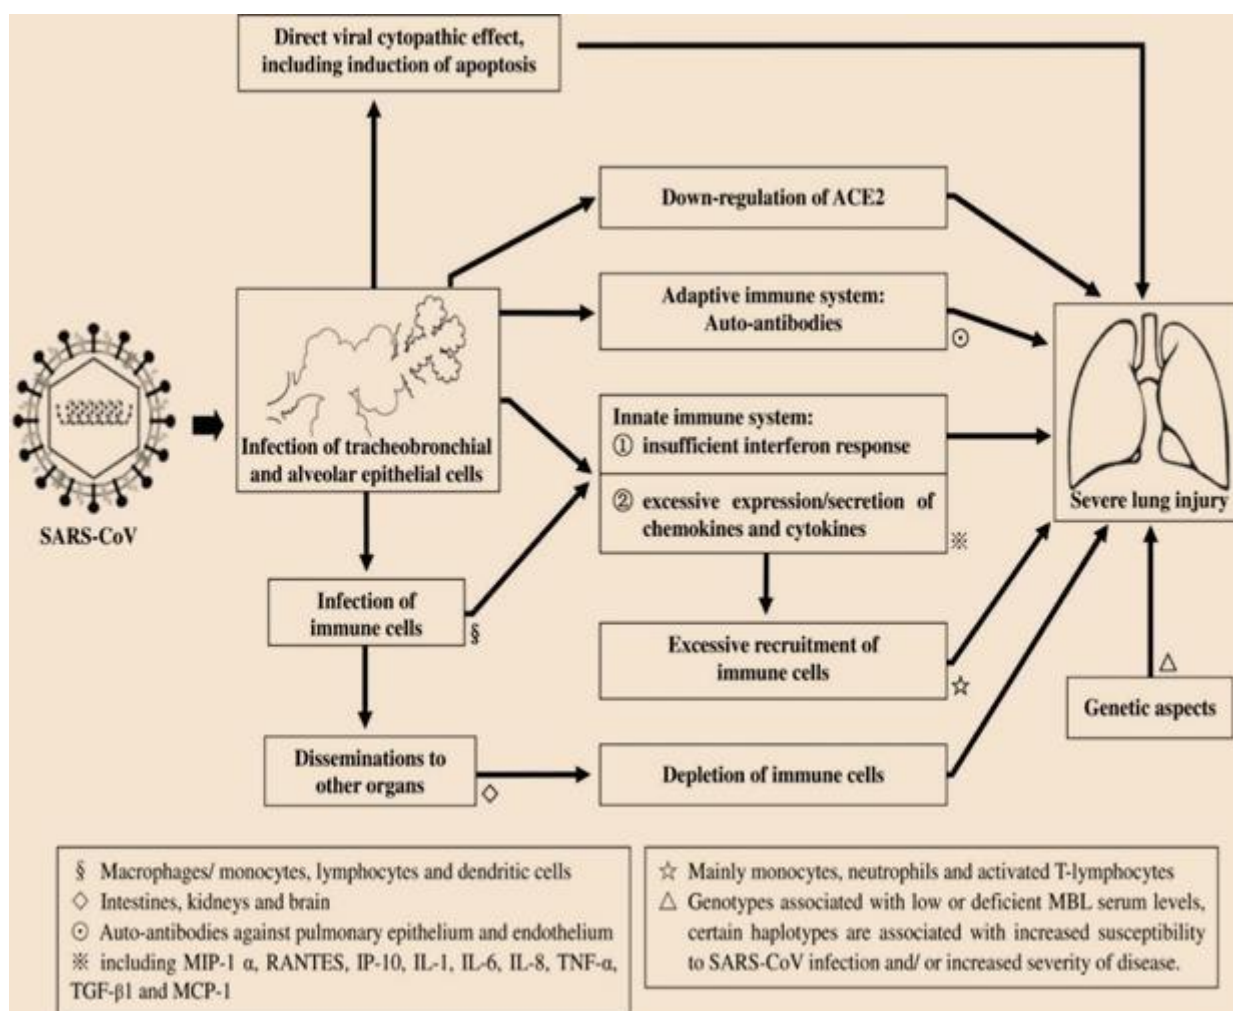 Direct viral cytopathic effect,
including induction of apoptosis
Down-regulation of ACE2
Adaptive immune system:
Auto-antibodies
⊙
Infection of tracheobronchial
and alveolar epithelial cells
SARS-CoV
Innate immune system:
① insufficient interferon response
② excessive expression/secretion of
chemokines and cytokines
※
Severe lung injury
Infection of
immune cells
§
Excessive recruitment of
immune cells
☆
△
Genetic aspects
Disseminations to
other organs
◇
Depletion of immune cells
§ Macrophages/ monocytes, lymphocytes and dendritic cells
◇ Intestines, kidneys and brain
⊙ Auto-antibodies against pulmonary epithelium and endothelium
※ including MIP-1 α, RANTES, IP-10, IL-1, IL-6, IL-8, TNF-α,
TGF-β1 and MCP-1
☆ Mainly monocytes, neutrophils and activated T-lymphocytes
△ Genotypes associated with low or deficient MBL serum levels,
certain haplotypes are associated with increased susceptibility
to SARS-CoV infection and/ or increased severity of disease.